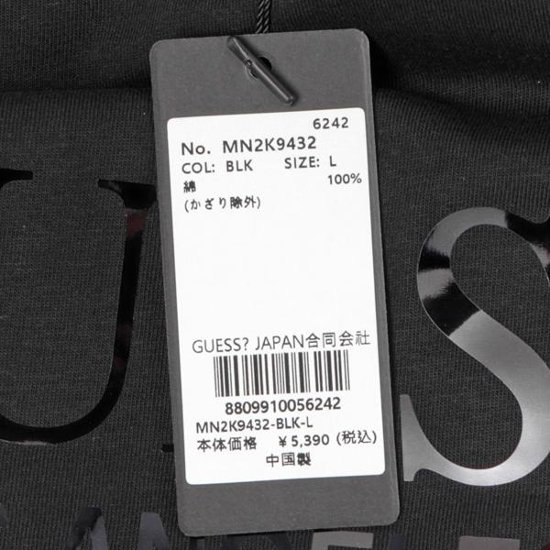 6242
No. MN2K9432
COL: BLK SIZE: L
綿 100%
(かざり除外)
GUESS? JAPAN合同会社
8809910056242
MN2K9432-BLK-L
本体価格 ¥5,390 (税込)
中国製
U S